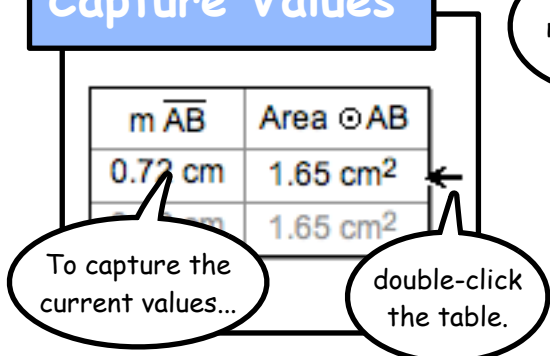 Capture Values
m AB Area ⊙AB
0.72 cm 1.65 cm²
cm 1.65 cm²
To capture the
current values...
double-click
the table.